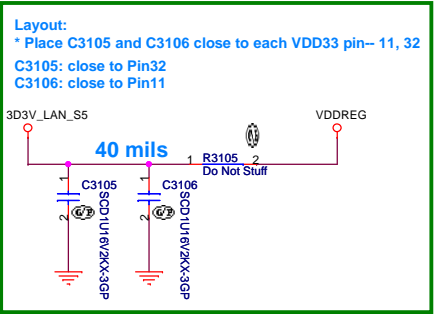 Layout:
* Place C3105 and C3106 close to each VDD33 pin-- 11, 32
C3105: close to Pin32
C3106: close to Pin11
3D3V_LAN_S5
VDDREG
40 mils
1
R3105
2
Do Not Stuff
1
C3105
2
SCD1U16V2KX-3GP
1
C3106
2
SCD1U16V2KX-3GP